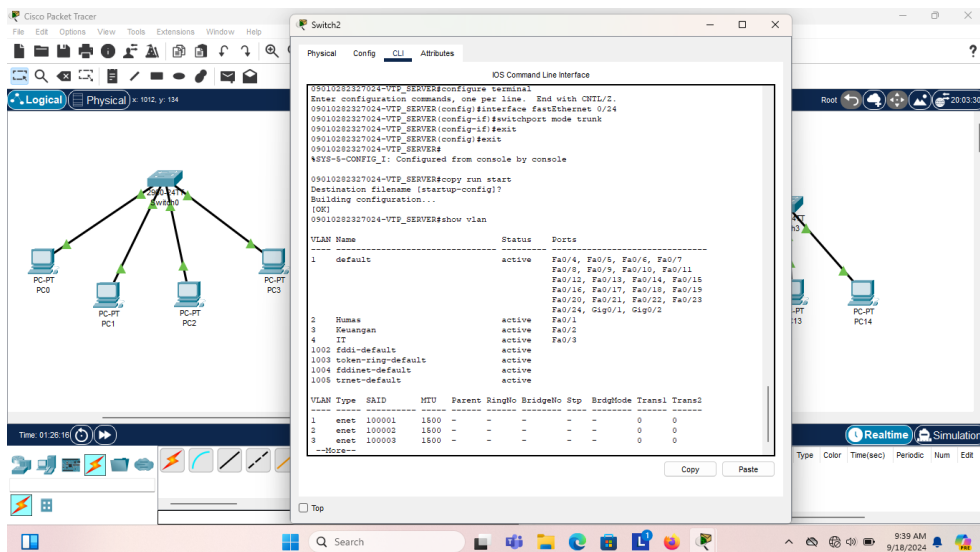 Cisco Packet Tracer
File Edit Options View Tools Extensions Window Help
Logical
Physical
x: 1012, y: 134
Root
20:03:30
Switch0
PC-PT
PC0
PC-PT
PC1
PC-PT
PC2
PC-PT
PC3
PC-PT
PC14
Switch2
Physical Config CLI Attributes
IOS Command Line Interface
09010282327024-VTP_SERVER#configure terminal
Enter configuration commands, one per line. End with CNTL/Z.
09010282327024-VTP_SERVER(config)#interface fastEthernet 0/24
09010282327024-VTP_SERVER(config-if)#switchport mode trunk
09010282327024-VTP_SERVER(config-if)#exit
09010282327024-VTP_SERVER(config)#exit
09010282327024-VTP_SERVER#
%SYS-5-CONFIG_I: Configured from console by console
09010282327024-VTP_SERVER#copy run start
Destination filename [startup-config]?
Building configuration...
[OK]
09010282327024-VTP_SERVER#show vlan
VLAN Name Status Ports
---- -------------------------------- --------- -------------------------------
1 default active Fa0/4, Fa0/5, Fa0/6, Fa0/7
Fa0/8, Fa0/9, Fa0/10, Fa0/11
Fa0/12, Fa0/13, Fa0/14, Fa0/15
Fa0/16, Fa0/17, Fa0/18, Fa0/19
Fa0/20, Fa0/21, Fa0/22, Fa0/23
Fa0/24, Gig0/1, Gig0/2
2 Humas active Fa0/1
3 Keuangan active Fa0/2
4 IT active Fa0/3
1002 fddi-default active
1003 token-ring-default active
1004 fddinet-default active
1005 trnet-default active
VLAN Type SAID MTU Parent RingNo BridgeNo Stp BrdgMode Trans1 Trans2
---- ----- ---------- ----- ------ ------ -------- ---- -------- ------ ------
1 enet 100001 1500 - - - - - 0 0
2 enet 100002 1500 - - - - - 0 0
3 enet 100003 1500 - - - - - 0 0
--More--
Copy Paste
Top
Time: 01:26:16
Realtime
Simulation
Type Color Time(sec) Periodic Num Edit
Search
9:39 AM
9/18/2024